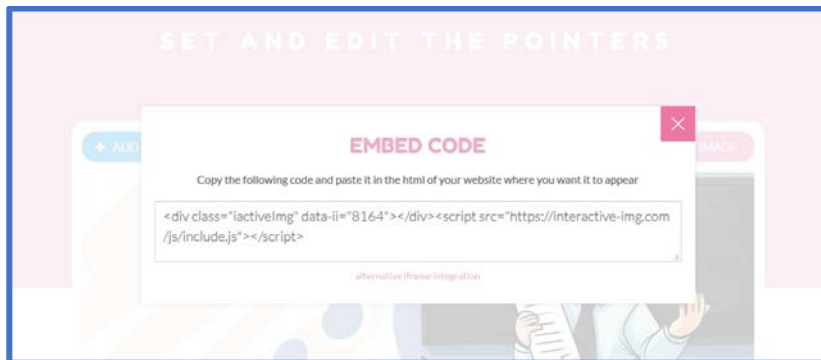 SET AND EDIT THE POINTERS
+ ADD
IMAGE
EMBED CODE
Copy the following code and paste it in the html of your website where you want it to appear
<div class="iactiveImg" data-ii="8164"></div><script src="https://interactive-img.com
/js/include.js"></script>
alternative iframe integration